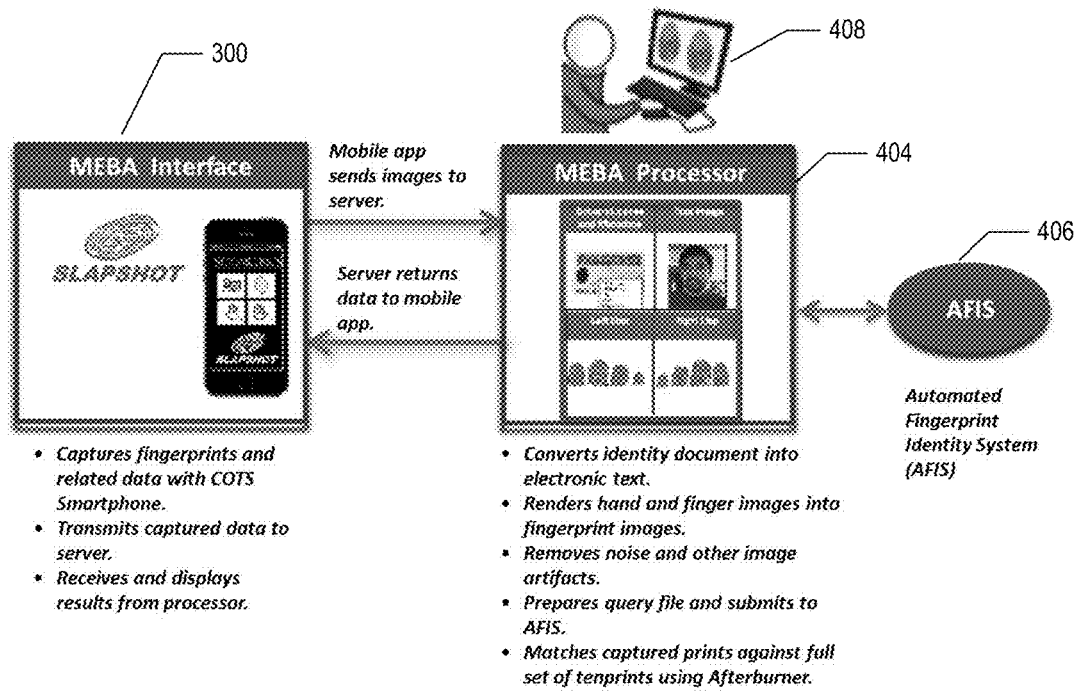 300
408
404
406
MEBA Interface
SLAPSHOT
SLAPSHOT
Mobile app
sends images to
server.
Server returns
data to mobile
app.
MEBA Processor
AFIS
Automated
Fingerprint
Identity System
(AFIS)
• Captures fingerprints and
related data with COTS
Smartphone.
• Transmits captured data to
server.
• Receives and displays
results from processor.
• Converts identity document into
electronic text.
• Renders hand and finger images into
fingerprint images.
• Removes noise and other image
artifacts.
• Prepares query file and submits to
AFIS.
• Matches captured prints against full
set of tenprints using Afterburner.